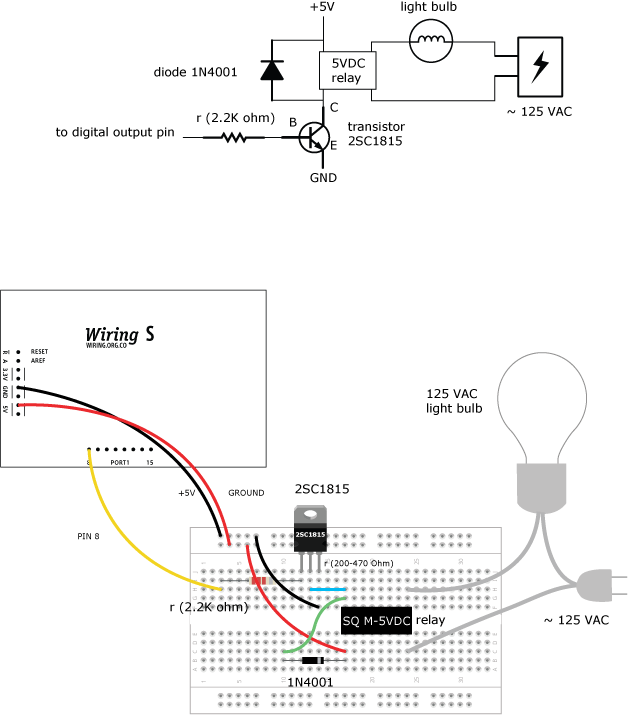 +5V
light bulb
diode 1N4001
5VDC
relay
~ 125 VAC
C
r (2.2K ohm)
B
transistor
2SC1815
to digital output pin
E
GND
Wiring S
WIRING.ORG.CO
RESET
AREF
R
A
3.3V
GND
5V
8
PORT1
15
125 VAC
light bulb
+5V
GROUND
2SC1815
PIN 8
2SC1815
r (200-470 Ohm)
r (2.2K ohm)
SQ M-5VDC
relay
~ 125 VAC
1N4001